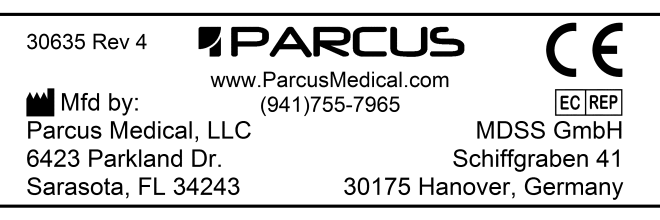 30635 Rev 4
PARCUS
CE
www.ParcusMedical.com
(941)755-7965
Mfd by:
Parcus Medical, LLC
6423 Parkland Dr.
Sarasota, FL 34243
EC REP
MDSS GmbH
Schiffgraben 41
30175 Hanover, Germany